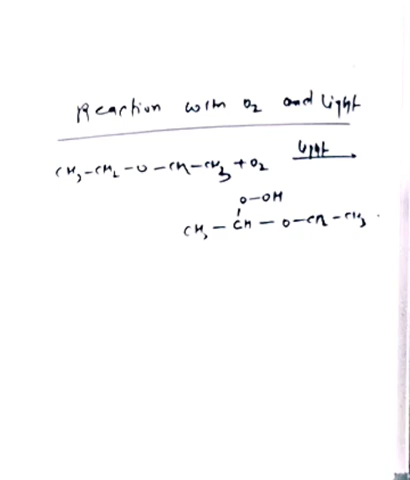 Reaction with O2 and light
CH3-CH2-O-CH2-CH3 + O2 light
O-OH
CH3-CH-O-CH2-CH3.